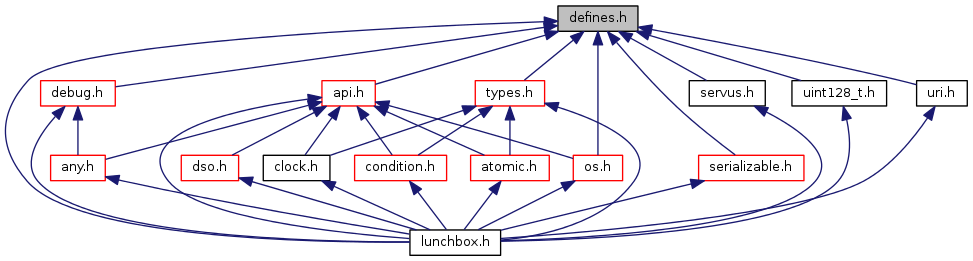 defines.h
debug.h
api.h
types.h
servus.h
uint128_t.h
uri.h
any.h
dso.h
clock.h
condition.h
atomic.h
os.h
serializable.h
lunchbox.h